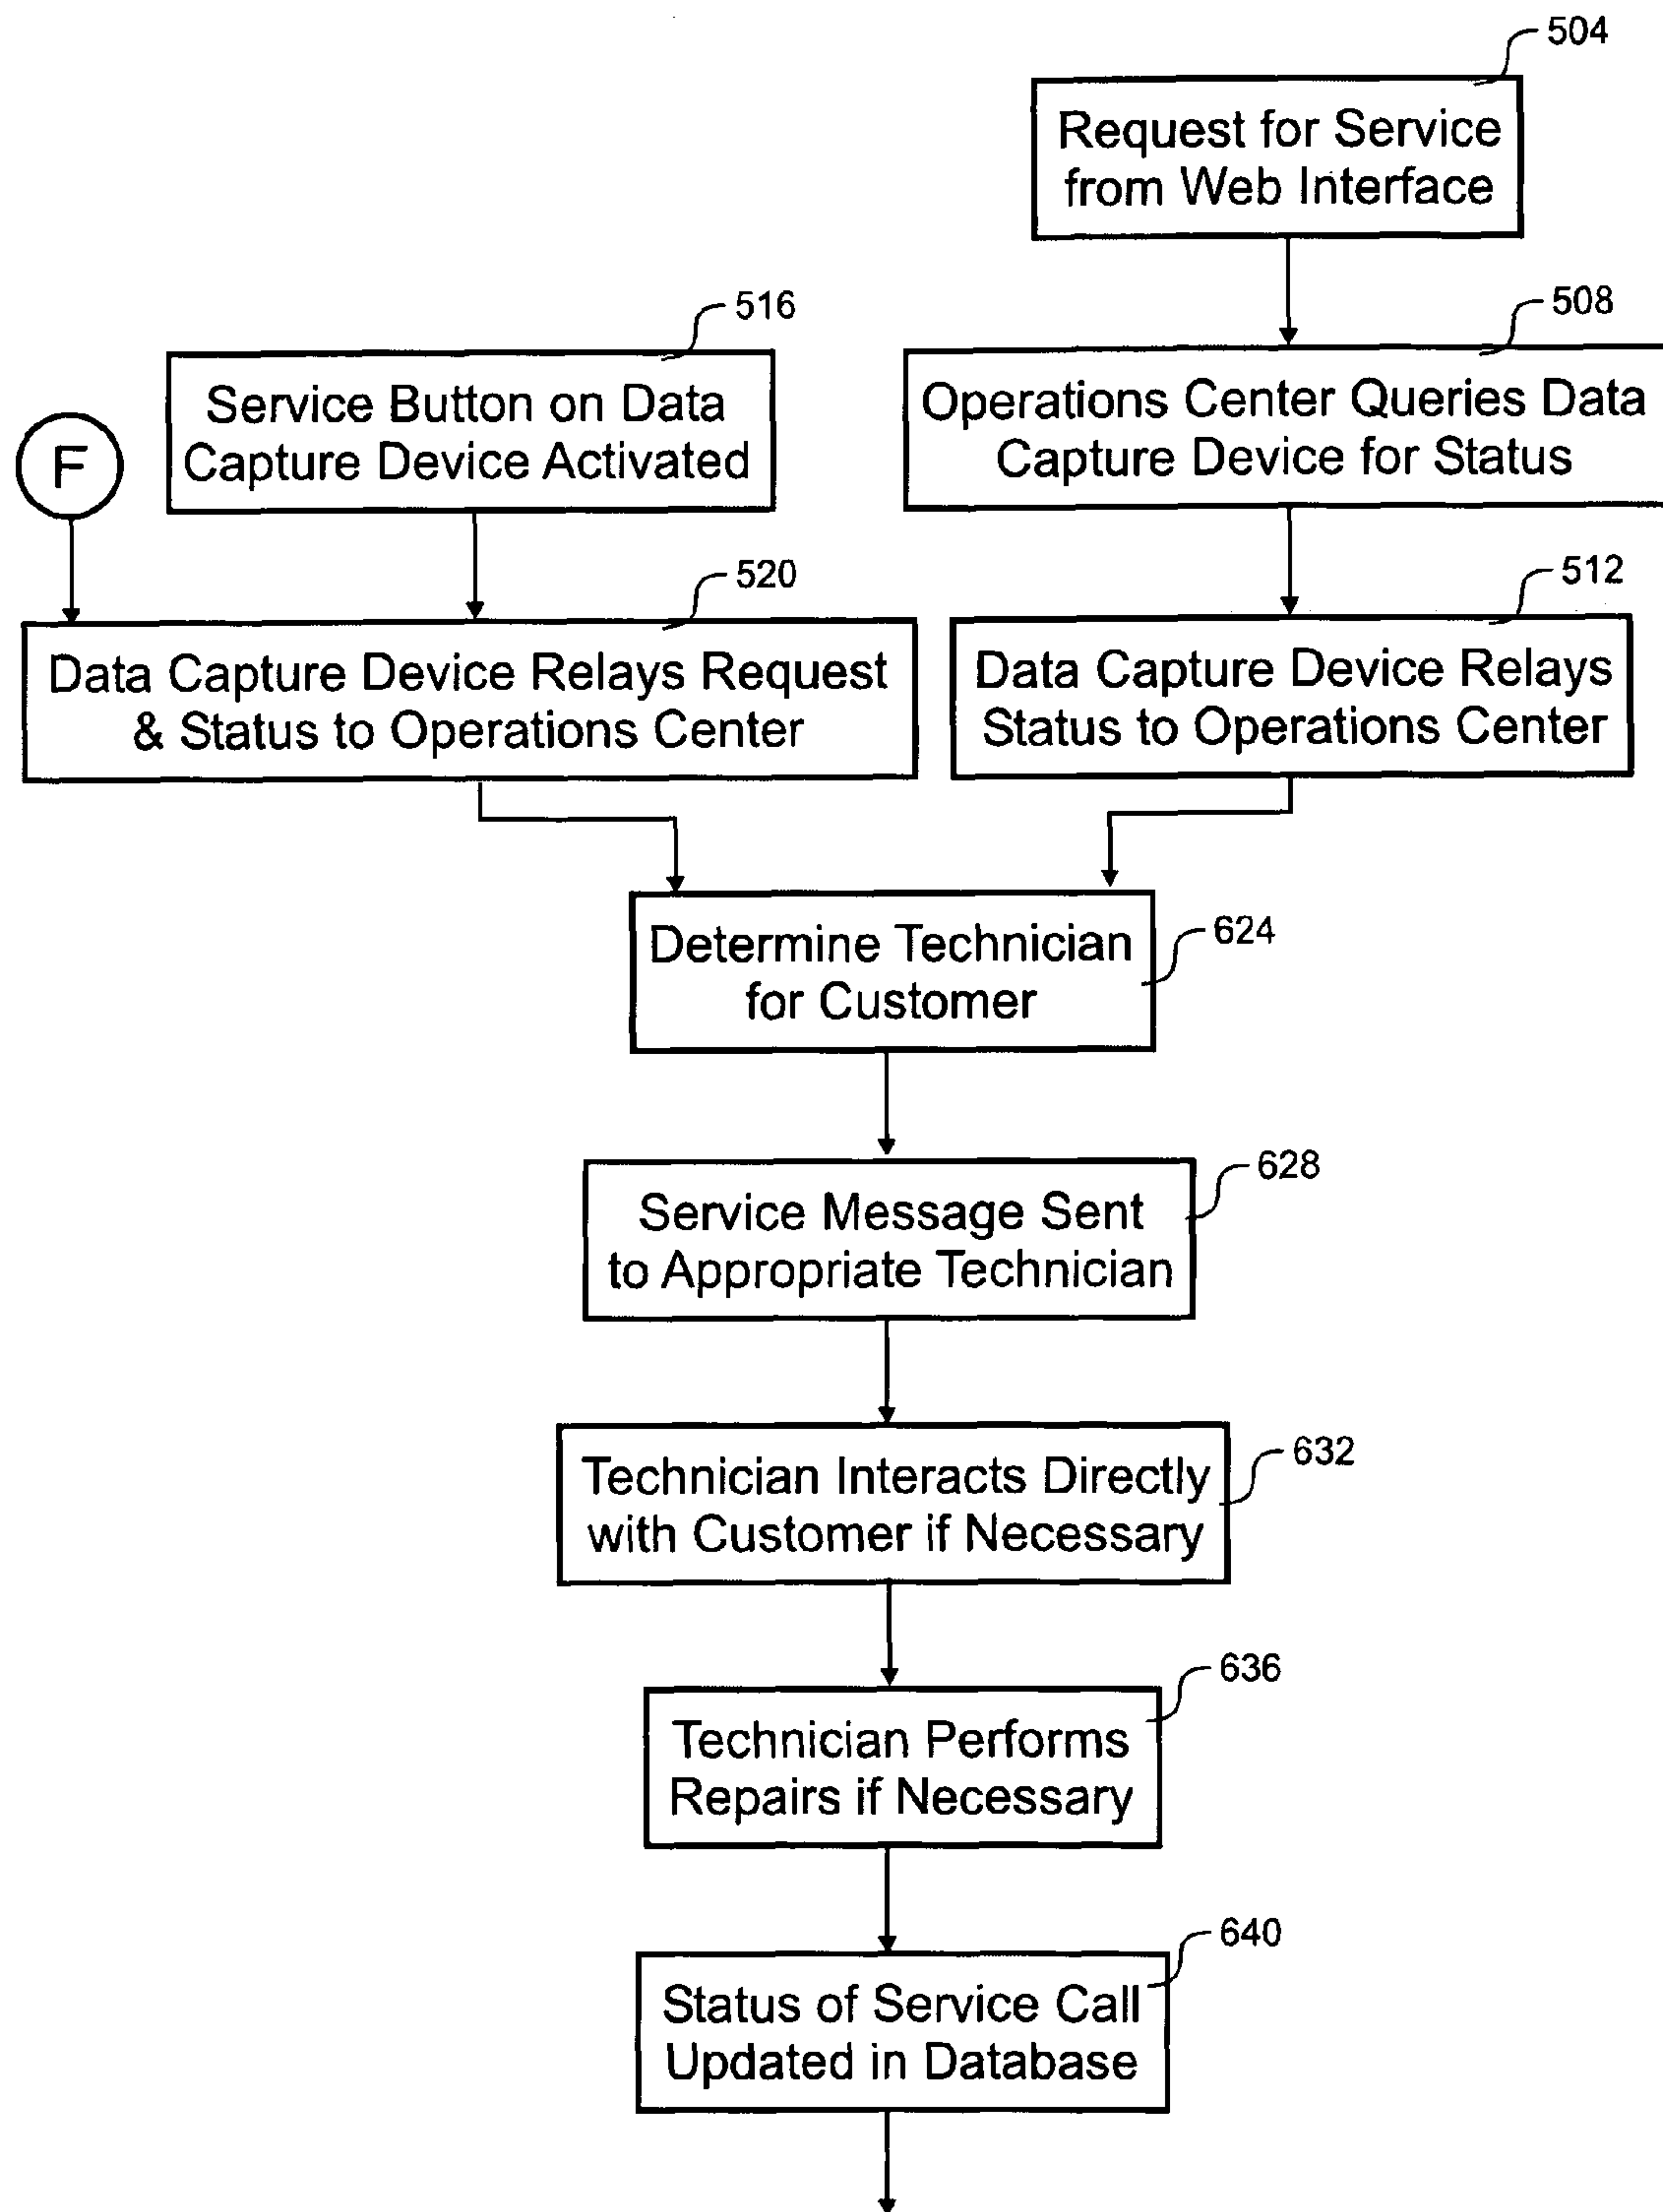 504
Request for Service
from Web Interface
516
508
Service Button on Data
Capture Device Activated
Operations Center Queries Data
Capture Device for Status
F
520
512
Data Capture Device Relays Request
& Status to Operations Center
Data Capture Device Relays
Status to Operations Center
624
Determine Technician
for Customer
628
Service Message Sent
to Appropriate Technician
632
Technician Interacts Directly
with Customer if Necessary
636
Technician Performs
Repairs if Necessary
640
Status of Service Call
Updated in Database